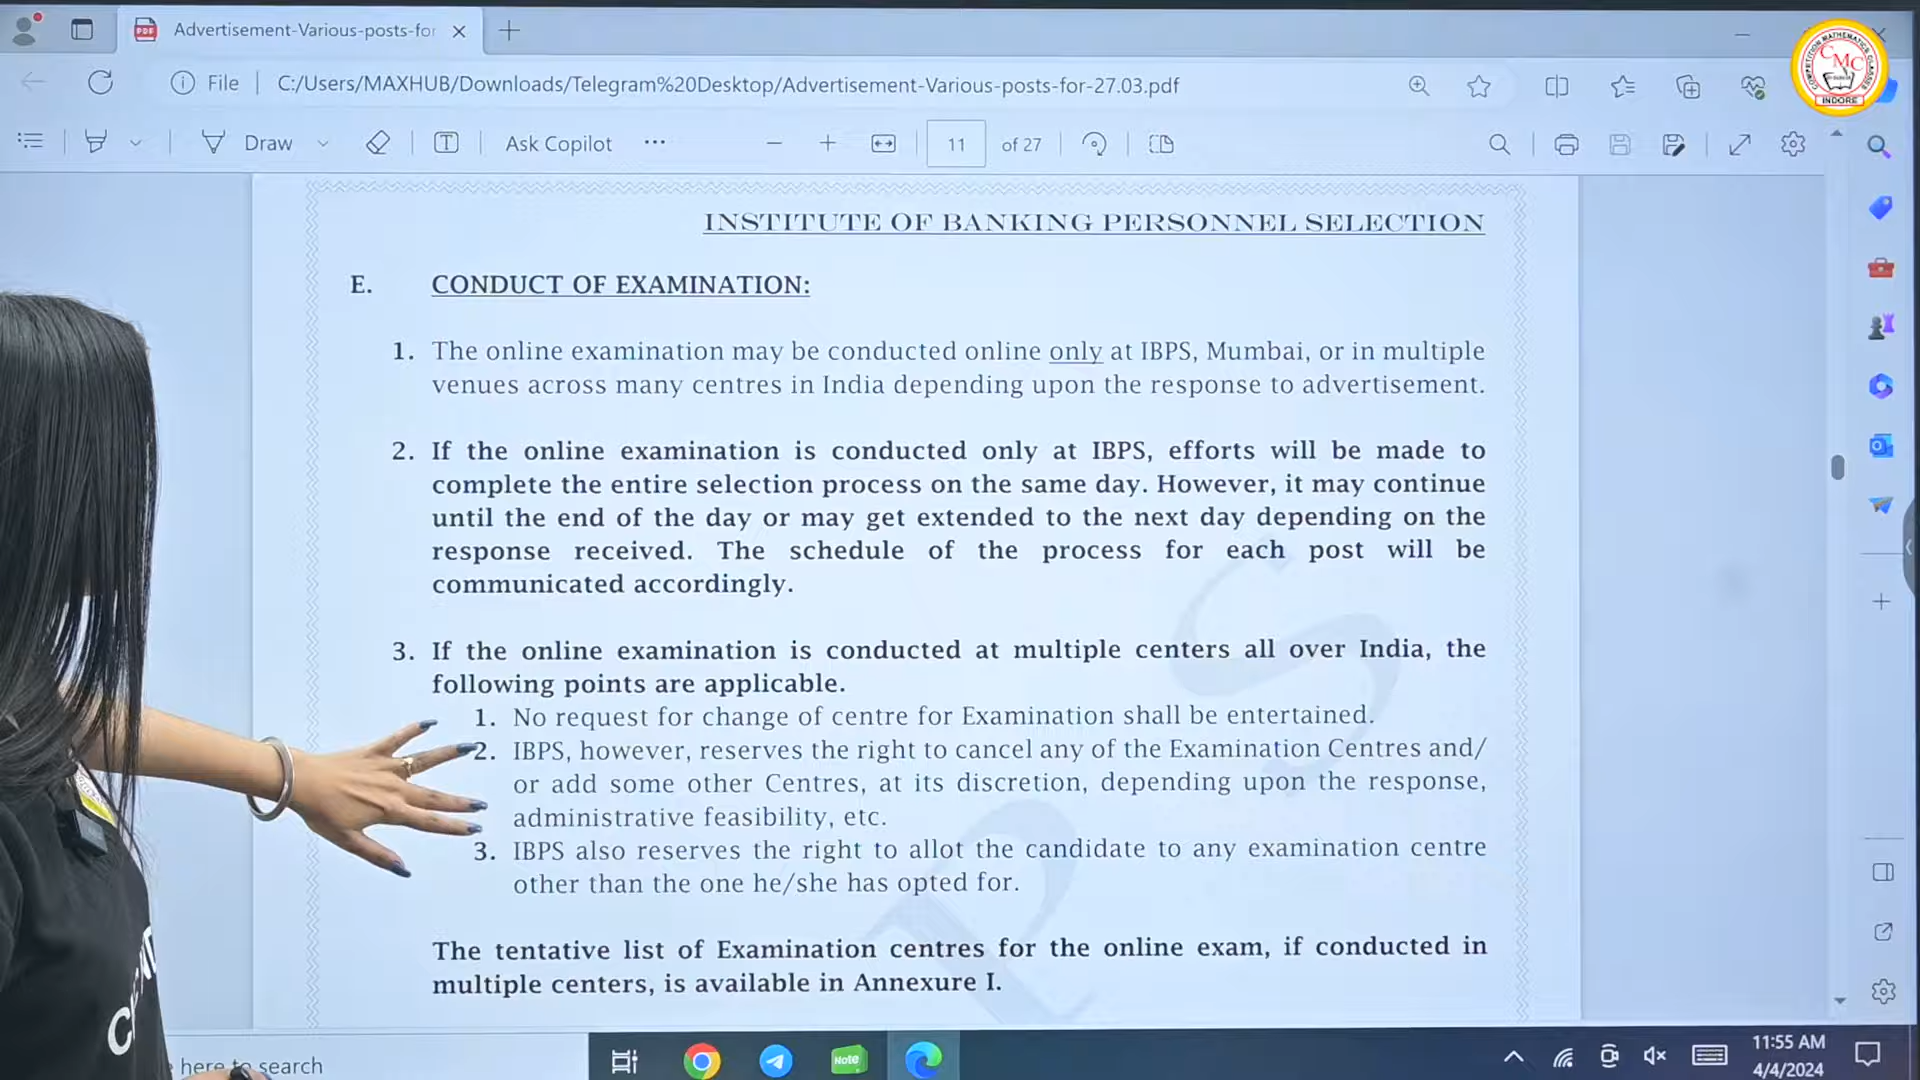 Advertisement-Various-posts-for
File
C:/Users/MAXHUB/Downloads/Telegram%20Desktop/Advertisement-Various-posts-for-27.03.pdf
COMPETITION MATHEMATICS CLASSES
CMC
INDORE
Draw
Ask Copilot
11 of 27
INSTITUTE OF BANKING PERSONNEL SELECTION
E. CONDUCT OF EXAMINATION:
1. The online examination may be conducted online only at IBPS, Mumbai, or in multiple
venues across many centres in India depending upon the response to advertisement.
2. If the online examination is conducted only at IBPS, efforts will be made to
complete the entire selection process on the same day. However, it may continue
until the end of the day or may get extended to the next day depending on the
response received. The schedule of the process for each post will be
communicated accordingly.
3. If the online examination is conducted at multiple centers all over India, the
following points are applicable.
1. No request for change of centre for Examination shall be entertained.
2. IBPS, however, reserves the right to cancel any of the Examination Centres and/
or add some other Centres, at its discretion, depending upon the response,
administrative feasibility, etc.
3. IBPS also reserves the right to allot the candidate to any examination centre
other than the one he/she has opted for.
The tentative list of Examination centres for the online exam, if conducted in
multiple centers, is available in Annexure I.
here to search
Note
11:55 AM
4/4/2024